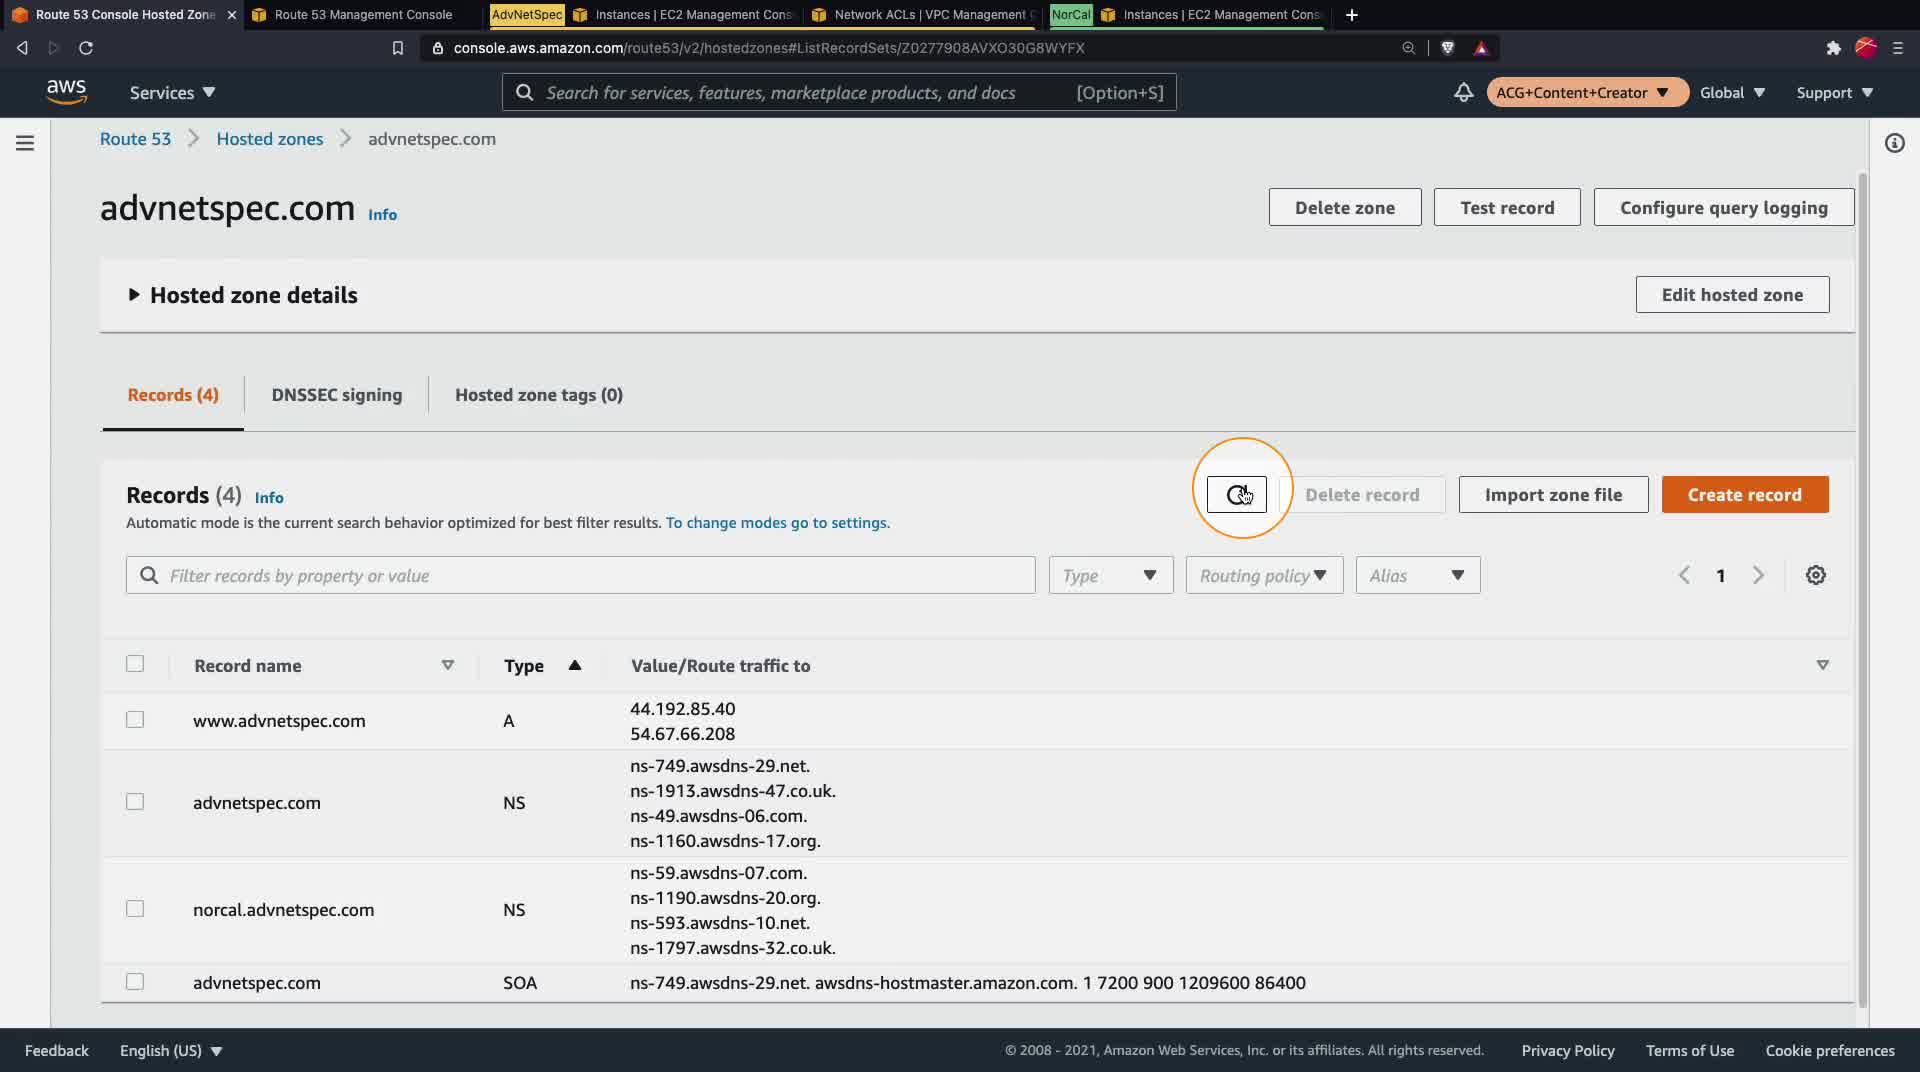 Route 53 Console Hosted Zone
Route 53 Management Console
AdvNetSpec
Instances | EC2 Management Cons
Network ACLs | VPC Management
NorCal
Instances | EC2 Management Cons
console.aws.amazon.com/route53/v2/hostedzones#ListRecordSets/Z0277908AVXO30G8WYFX
aws
Services
Search for services, features, marketplace products, and docs [Option+S]
ACG+Content+Creator
Global
Support
Route 53
Hosted zones
advnetspec.com
advnetspec.com Info
Delete zone
Test record
Configure query logging
Hosted zone details
Edit hosted zone
Records (4)
DNSSEC signing
Hosted zone tags (0)
Records (4) Info
Delete record
Import zone file
Create record
Automatic mode is the current search behavior optimized for best filter results. To change modes go to settings.
Filter records by property or value
Type
Routing policy
Alias
1
Record name
Type
Value/Route traffic to
www.advnetspec.com
A
44.192.85.40
54.67.66.208
advnetspec.com
NS
ns-749.awsdns-29.net.
ns-1913.awsdns-47.co.uk.
ns-49.awsdns-06.com.
ns-1160.awsdns-17.org.
norcal.advnetspec.com
NS
ns-59.awsdns-07.com.
ns-1190.awsdns-20.org.
ns-593.awsdns-10.net.
ns-1797.awsdns-32.co.uk.
advnetspec.com
SOA
ns-749.awsdns-29.net. awsdns-hostmaster.amazon.com. 1 7200 900 1209600 86400
Feedback
English (US)
© 2008 - 2021, Amazon Web Services, Inc. or its affiliates. All rights reserved.
Privacy Policy
Terms of Use
Cookie preferences